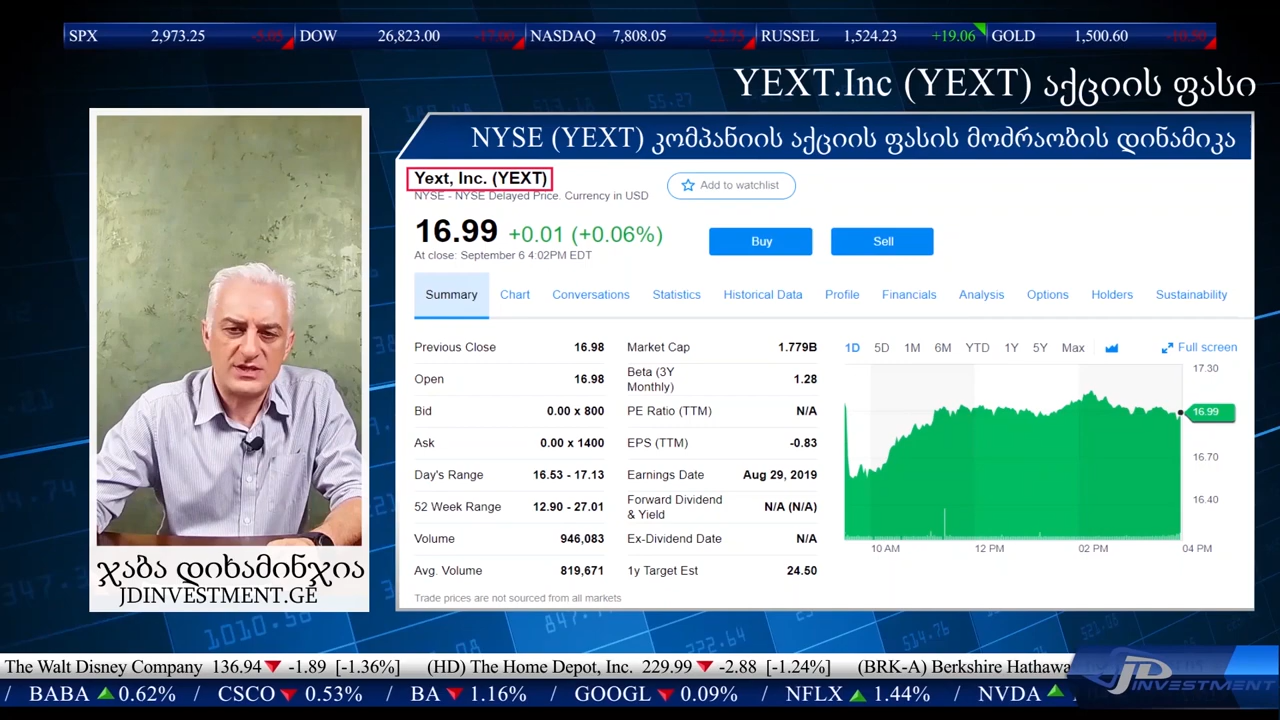 SPX 2,973.25 -5.05 DOW 26,823.00 -17.00 NASDAQ 7,808.05 -22.75 RUSSEL 1,524.23 +19.06 GOLD 1,500.60 -10.50
YEXT.Inc (YEXT) აქციის ფასი
NYSE (YEXT) კომპანიის აქციის ფასის მოძრაობის დინამიკა
Yext, Inc. (YEXT)
NYSE - NYSE Delayed Price. Currency in USD
Add to watchlist
16.99 +0.01 (+0.06%)
At close: September 6 4:02PM EDT
Buy Sell
Summary Chart Conversations Statistics Historical Data Profile Financials Analysis Options Holders Sustainability
Previous Close 16.98
Open 16.98
Bid 0.00 x 800
Ask 0.00 x 1400
Day's Range 16.53 - 17.13
52 Week Range 12.90 - 27.01
Volume 946,083
Avg. Volume 819,671
Market Cap 1.779B
Beta (3Y
Monthly) 1.28
PE Ratio (TTM) N/A
EPS (TTM) -0.83
Earnings Date Aug 29, 2019
Forward Dividend
& Yield N/A (N/A)
Ex-Dividend Date N/A
1y Target Est 24.50
Trade prices are not sourced from all markets
1D 5D 1M 6M YTD 1Y 5Y Max Full screen
17.30
16.99
16.70
16.40
10 AM 12 PM 02 PM 04 PM
ჯაბა დიხამინჯია
JDINVESTMENT.GE
The Walt Disney Company 136.94 -1.89 [-1.36%] (HD) The Home Depot, Inc. 229.99 -2.88 [-1.24%] (BRK-A) Berkshire Hathawa
/ BABA 0.62% / CSCO 0.53% / BA 1.16% / GOOGL 0.09% / NFLX 1.44% / NVDA
JD INVESTMENT